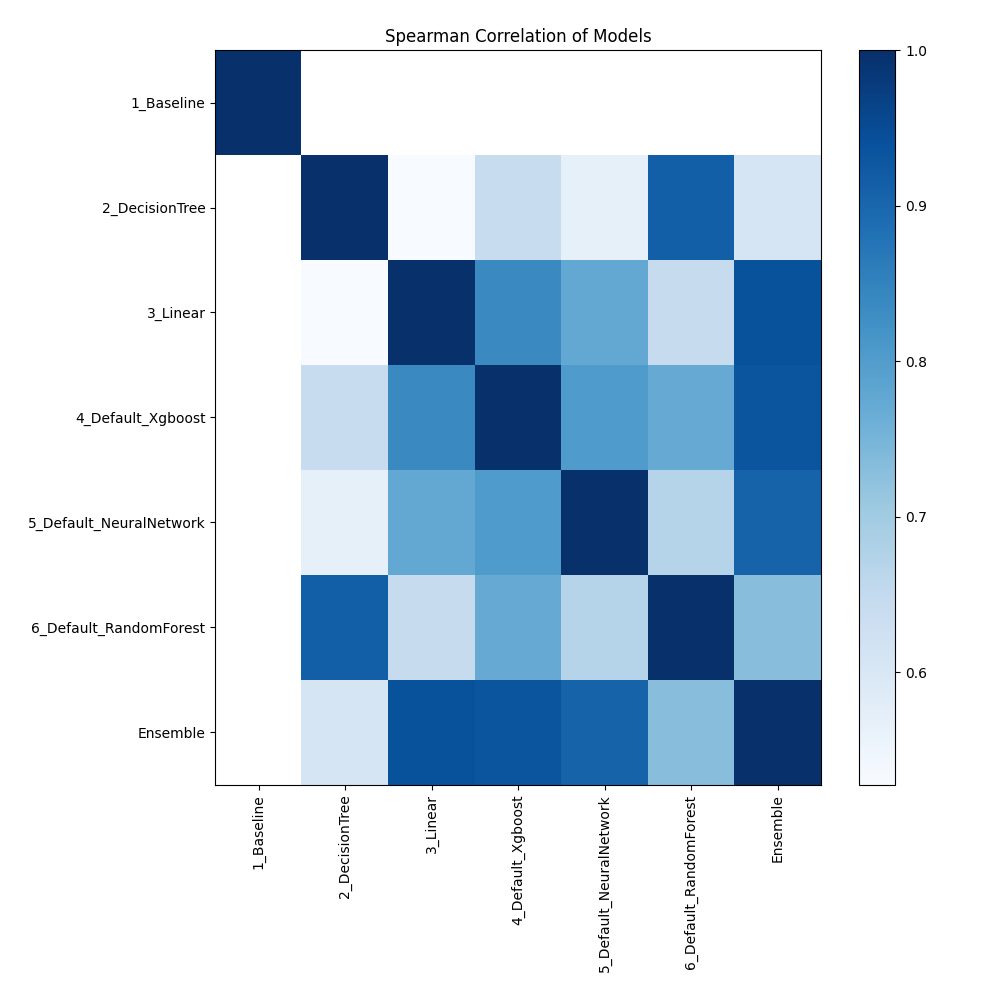 Spearman Correlation of Models
1_Baseline
2_DecisionTree
3_Linear
4_Default_Xgboost
5_Default_NeuralNetwork
6_Default_RandomForest
Ensemble
1_Baseline
2_DecisionTree
3_Linear
4_Default_Xgboost
5_Default_NeuralNetwork
6_Default_RandomForest
Ensemble
1.0
0.9
0.8
0.7
0.6